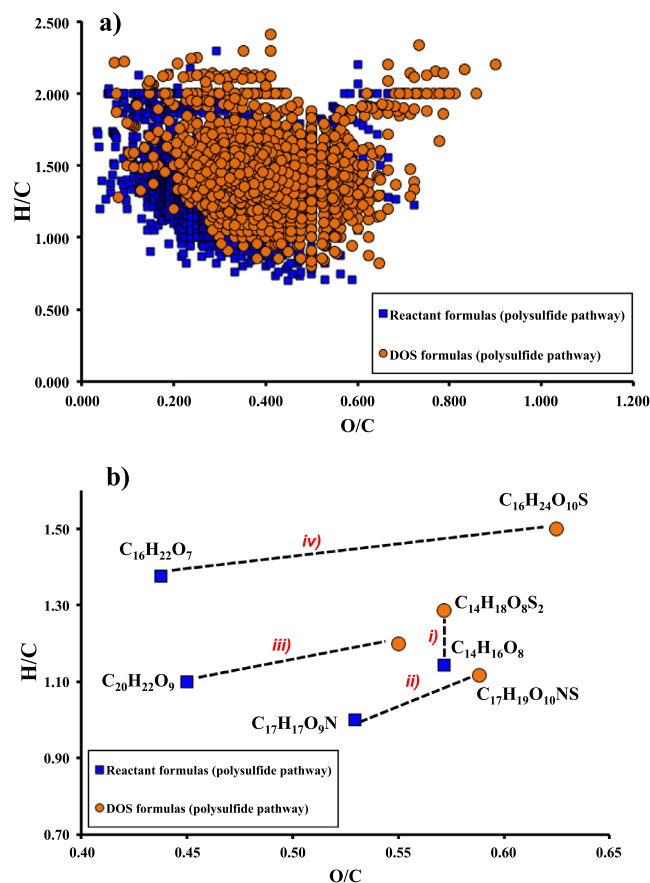 a)
2.500
2.000
1.500
1.000
0.500
0.000
H/C
0.000 0.200 0.400 0.600 0.800 1.000 1.200
O/C
Reactant formulas (polysulfide pathway)
DOS formulas (polysulfide pathway)
b)
C₁₆H₂₄O₁₀S
1.50
iv)
C₁₆H₂₂O₇
1.30
C₁₄H₁₈O₈S₂
iii)
i)
C₁₄H₁₆O₈
H/C
1.10
C₂₀H₂₂O₉
ii)
C₁₇H₁₉O₁₀NS
C₁₇H₁₇O₉N
0.90
Reactant formulas (polysulfide pathway)
DOS formulas (polysulfide pathway)
0.70
0.40 0.45 0.50 0.55 0.60 0.65
O/C